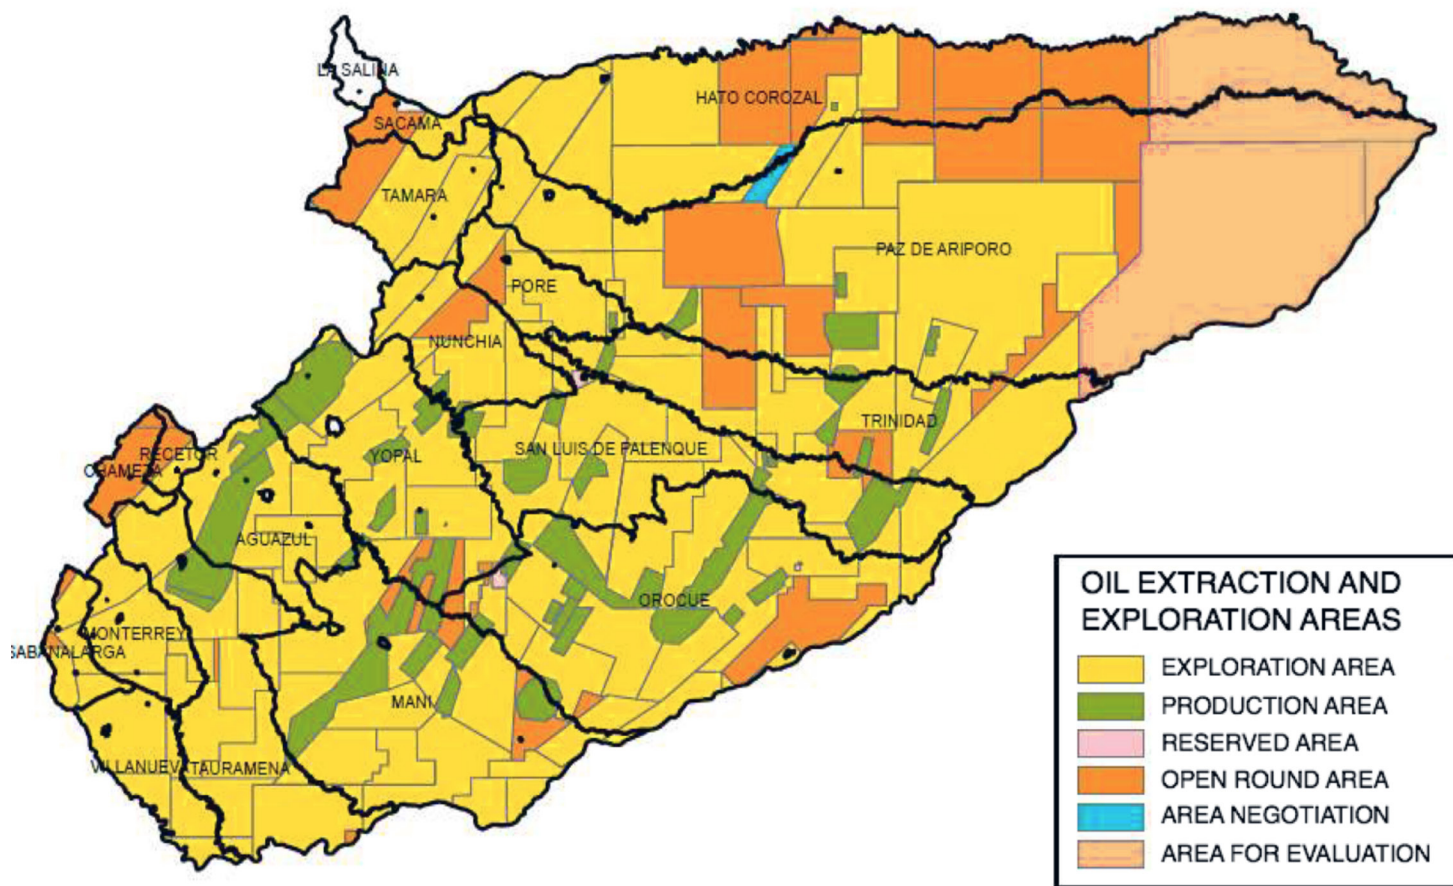 LA SALINA
SACAMA
HATO COROZAL
TAMARA
PAZ DE ARIPORO
PORE
NUNCHIA
TRINIDAD
RECETOR
CHAMEZA
YOPAL
SAN LUIS DE PALENQUE
AGUAZUL
OROCUE
MONTERREY
SABANALARGA
MANI
VILLANUEVA
TAURAMENA
OIL EXTRACTION AND
EXPLORATION AREAS
EXPLORATION AREA
PRODUCTION AREA
RESERVED AREA
OPEN ROUND AREA
AREA NEGOTIATION
AREA FOR EVALUATION